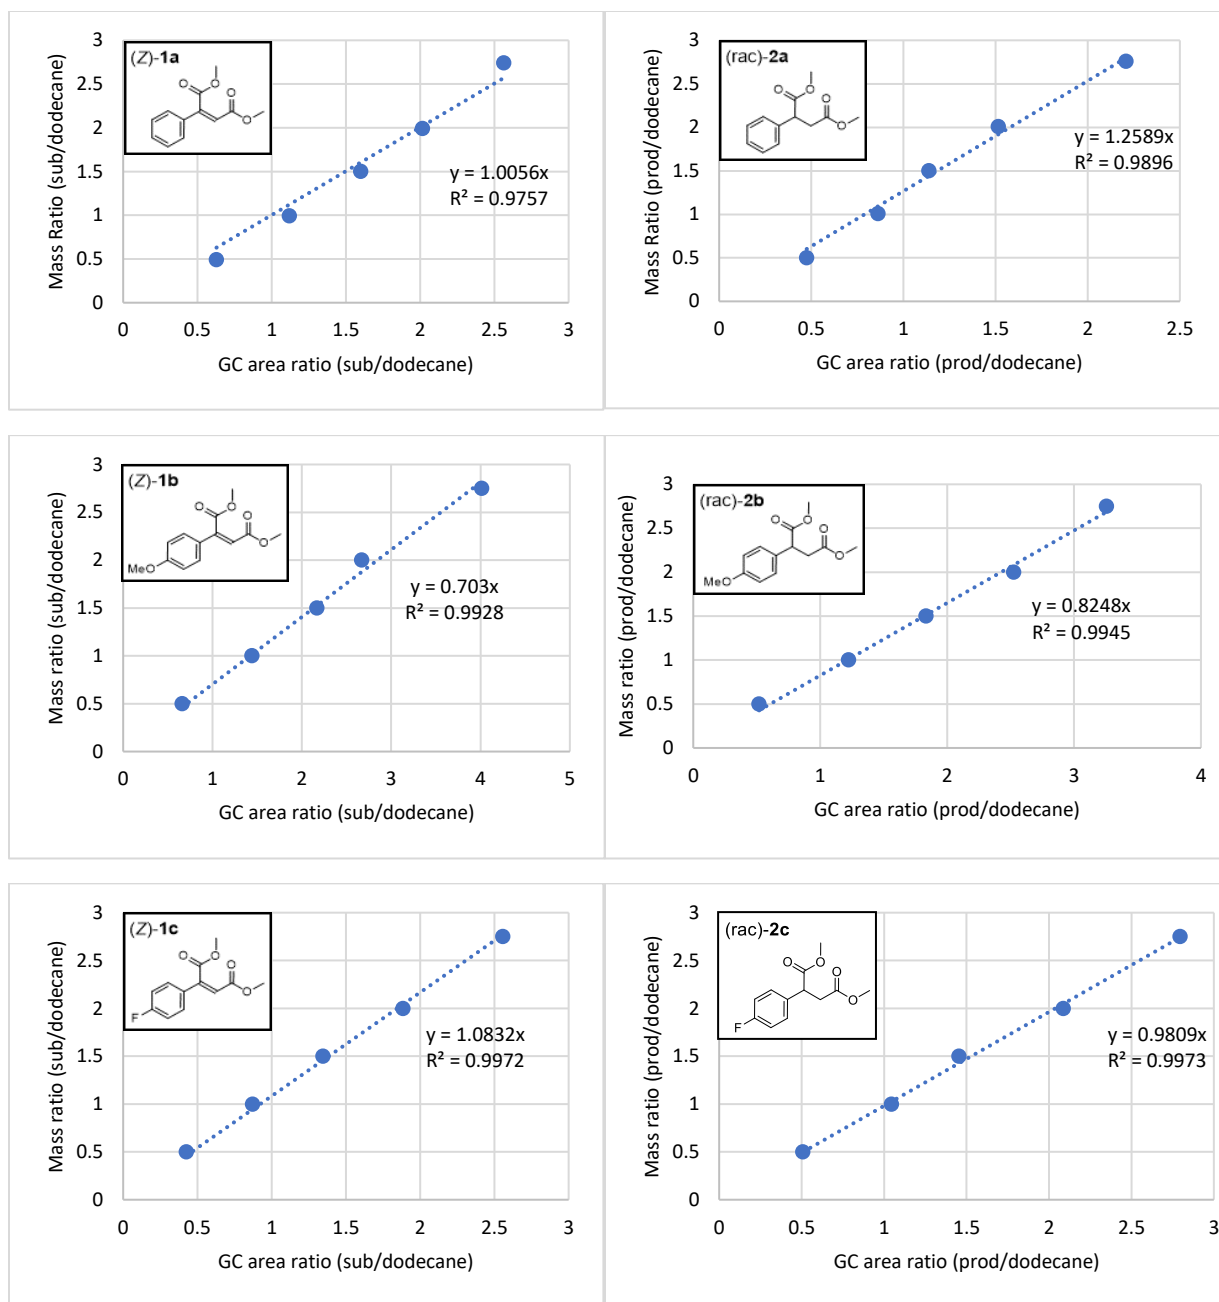 (Z)-1a
O
O
O
O
y = 1.0056x
R² = 0.9757
Mass Ratio (sub/dodecane)
3
2.5
2
1.5
1
0.5
0
0 0.5 1 1.5 2 2.5 3
GC area ratio (sub/dodecane)
(rac)-2a
O
O
O
O
y = 1.2589x
R² = 0.9896
Mass Ratio (prod/dodecane)
3
2.5
2
1.5
1
0.5
0
0 0.5 1 1.5 2 2.5
GC area ratio (prod/dodecane)
(Z)-1b
O
O
O
O
MeO
y = 0.703x
R² = 0.9928
Mass ratio (sub/dodecane)
3
2.5
2
1.5
1
0.5
0
0 1 2 3 4 5
GC area ratio (sub/dodecane)
(rac)-2b
O
O
O
O
MeO
y = 0.8248x
R² = 0.9945
Mass ratio (prod/dodecane)
3
2.5
2
1.5
1
0.5
0
0 1 2 3 4
GC area ratio (prod/dodecane)
(Z)-1c
O
O
O
O
F
y = 1.0832x
R² = 0.9972
Mass ratio (sub/dodecane)
3
2.5
2
1.5
1
0.5
0
0 0.5 1 1.5 2 2.5 3
GC area ratio (sub/dodecane)
(rac)-2c
O
O
O
O
F
y = 0.9809x
R² = 0.9973
Mass ratio (prod/dodecane)
3
2.5
2
1.5
1
0.5
0
0 0.5 1 1.5 2 2.5 3
GC area ratio (prod/dodecane)